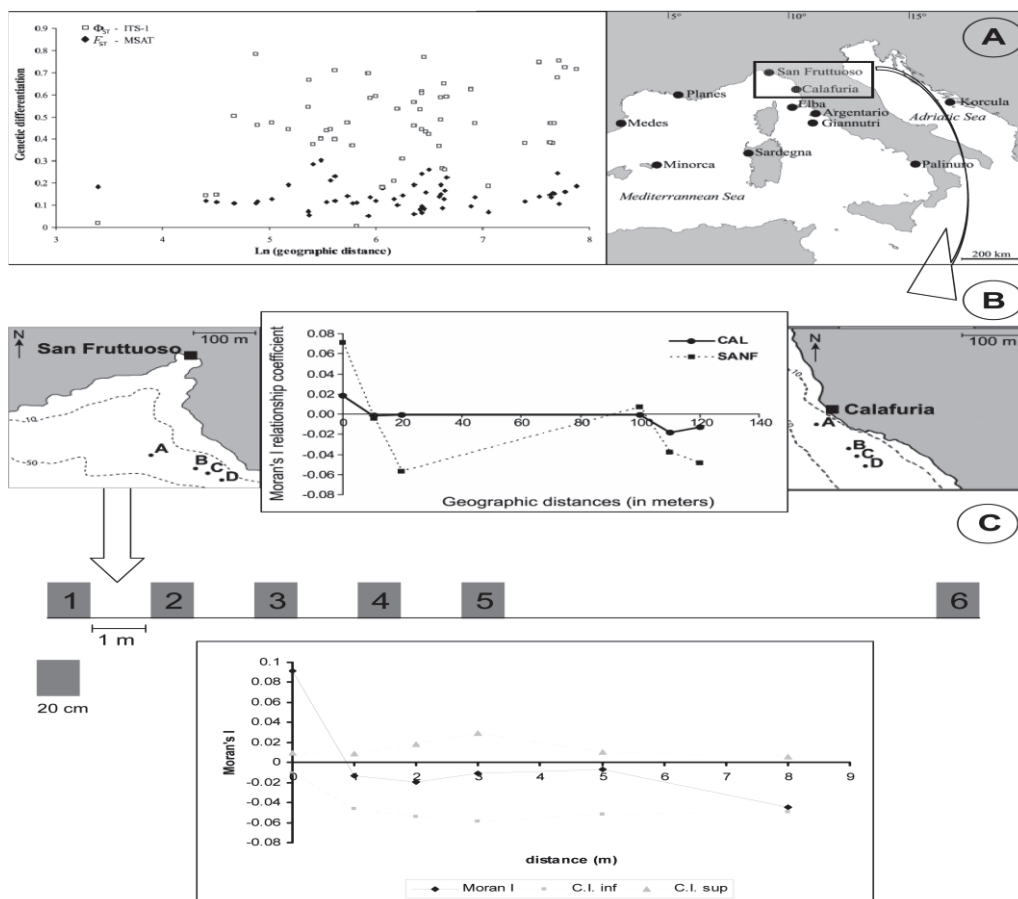 ΦST - ITS-1
FST - MSAT
Genetic differentiation
0.9
0.8
0.7
0.6
0.5
0.4
0.3
0.2
0.1
0
3 4 5 6 7 8
Ln (geographic distance)
5° 10° 15°
A
San Fruttuoso
Calafuria
Planes
Elba
Korcula
Argentario
Adriatic Sea
Medes
Giannutri
Minorca
Sardegna
Palinuro
Mediterranean Sea
200 km
B
N
100 m
San Fruttuoso
10
50
A
B
C
D
Moran's I relationship coefficient
0.08
0.06
0.04
0.02
0.00
-0.02
-0.04
-0.06
-0.08
CAL
SANF
0 20 40 60 80 100 120 140
Geographic distances (in meters)
N
100 m
10
Calafuria
A
B
C
D
C
1 2 3 4 5 6
1 m
20 cm
Moran's I
0.1
0.08
0.06
0.04
0.02
0
-0.02
-0.04
-0.06
-0.08
0 1 2 3 4 5 6 7 8 9
distance (m)
Moran I C.I. inf C.I. sup